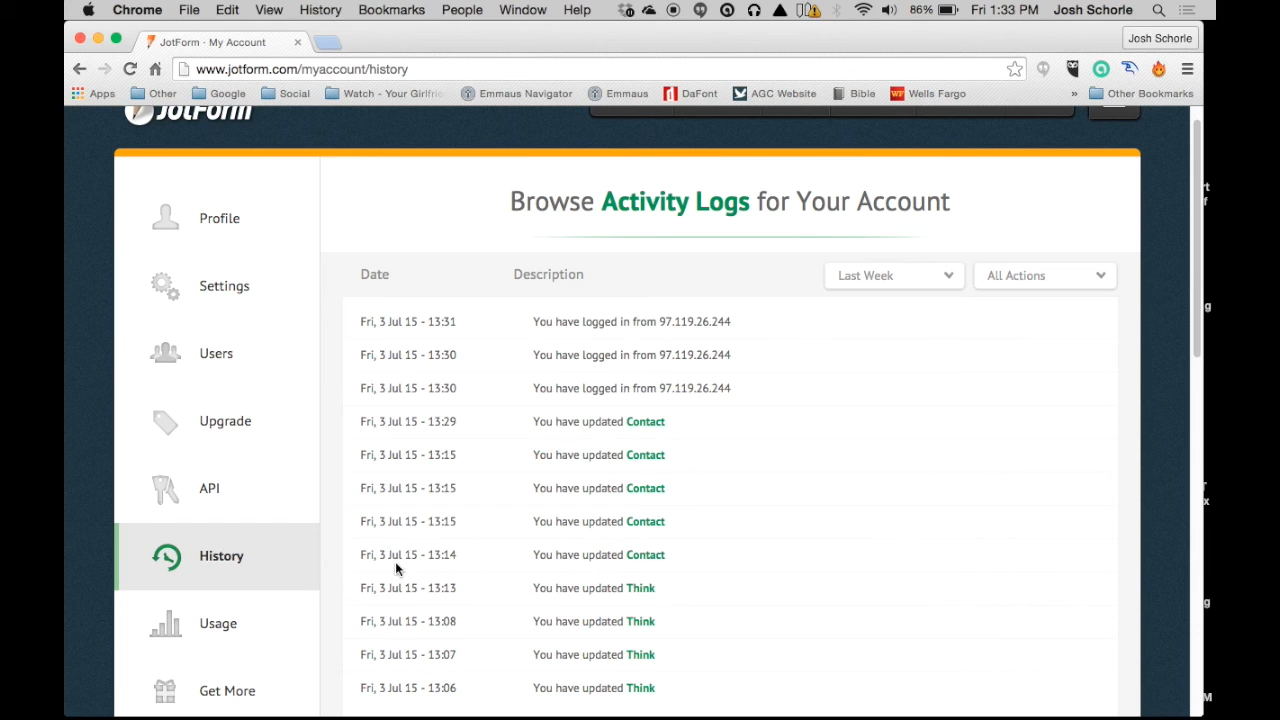 Chrome File Edit View History Bookmarks People Window Help 86% Fri 1:33 PM Josh Schorle
JotForm - My Account Josh Schorle
www.jotform.com/myaccount/history
Apps Other Google Social Watch - Your Girlfri Emmaus Navigator Emmaus DaFont AGC Website Bible Wells Fargo » Other Bookmarks
JotForm
Browse Activity Logs for Your Account
Profile
Settings
Users
Upgrade
API
History
Usage
Get More
Date Description Last Week All Actions
Fri, 3 Jul 15 - 13:31 You have logged in from 97.119.26.244
Fri, 3 Jul 15 - 13:30 You have logged in from 97.119.26.244
Fri, 3 Jul 15 - 13:30 You have logged in from 97.119.26.244
Fri, 3 Jul 15 - 13:29 You have updated Contact
Fri, 3 Jul 15 - 13:15 You have updated Contact
Fri, 3 Jul 15 - 13:15 You have updated Contact
Fri, 3 Jul 15 - 13:15 You have updated Contact
Fri, 3 Jul 15 - 13:14 You have updated Contact
Fri, 3 Jul 15 - 13:13 You have updated Think
Fri, 3 Jul 15 - 13:08 You have updated Think
Fri, 3 Jul 15 - 13:07 You have updated Think
Fri, 3 Jul 15 - 13:06 You have updated Think